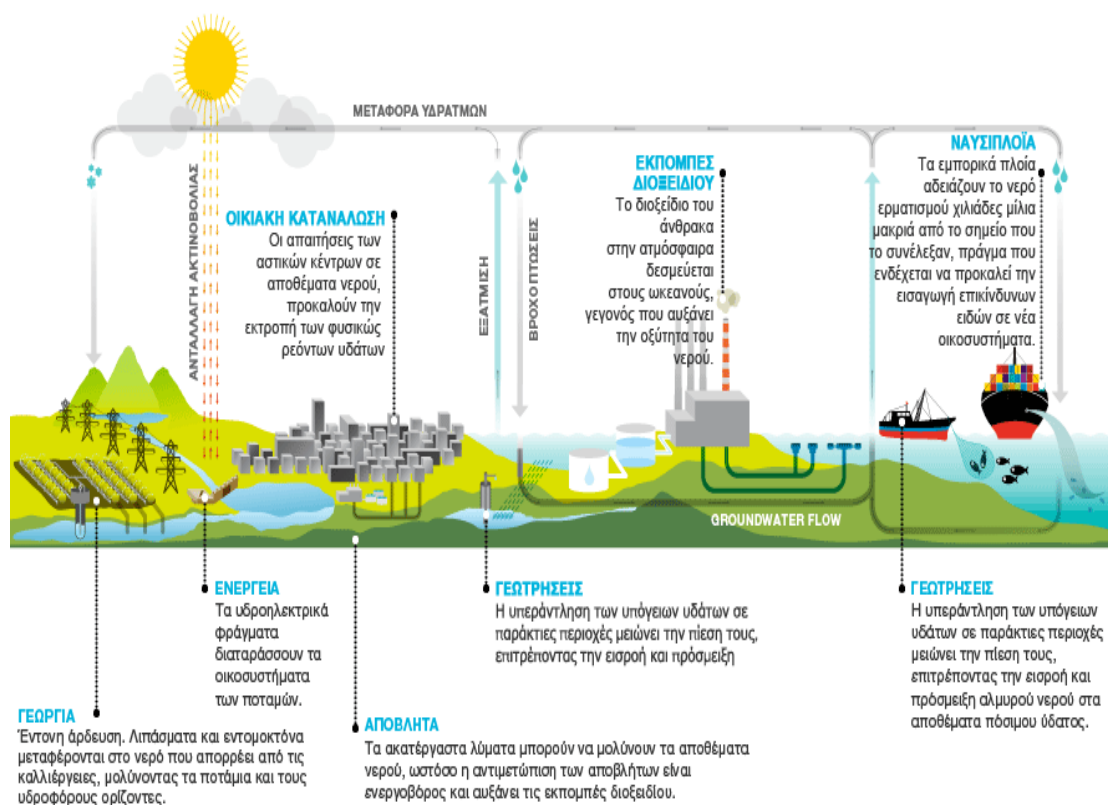 ΜΕΤΑΦΟΡΑ ΥΔΡΑΤΜΩΝ
ΑΝΤΑΛΛΑΓΗ ΑΚΤΙΝΟΒΟΛΙΑΣ
ΟΙΚΙΑΚΗ ΚΑΤΑΝΑΛΩΣΗ
Οι απαιτήσεις των
αστικών κέντρων σε
αποθέματα νερού,
προκαλούν την
εκτροπή των φυσικώς
ρεόντων υδάτων
ΕΞΑΤΜΙΣΗ
ΒΡΟΧΟΠΤΩΣΕΙΣ
ΕΚΠΟΜΠΕΣ
ΔΙΟΞΕΙΔΙΟΥ
Το διοξείδιο του
άνθρακα
στην ατμόσφαιρα
δεσμεύεται
στους ωκεανούς,
γεγονός που αυξάνει
την οξύτητα του
νερού.
ΝΑΥΣΙΠΛΟΪΑ
Τα εμπορικά πλοία
αδειάζουν το νερό
ερματισμού χιλιάδες μίλια
μακριά από το σημείο που
το συνέλεξαν, πράγμα που
ενδέχεται να προκαλεί την
εισαγωγή επικίνδυνων
ειδών σε νέα
οικοσυστήματα.
GROUNDWATER FLOW
ΓΕΩΡΓΙΑ
Έντονη άρδευση. Λιπάσματα και εντομοκτόνα
μεταφέρονται στο νερό που απορρέει από τις
καλλιέργειες, μολύνοντας τα ποτάμια και τους
υδροφόρους ορίζοντες.
ΕΝΕΡΓΕΙΑ
Τα υδροηλεκτρικά
φράγματα
διαταράσσουν τα
οικοσυστήματα
των ποταμών.
ΑΠΟΒΛΗΤΑ
Τα ακατέργαστα λύματα μπορούν να μολύνουν τα αποθέματα
νερού, ωστόσο η αντιμετώπιση των αποβλήτων είναι
ενεργοβόρος και αυξάνει τις εκπομπές διοξειδίου.
ΓΕΩΤΡΗΣΕΙΣ
Η υπεράντληση των υπόγειων υδάτων σε
παράκτιες περιοχές μειώνει την πίεση τους,
επιτρέποντας την εισροή και πρόσμειξη
ΓΕΩΤΡΗΣΕΙΣ
Η υπεράντληση των υπόγειων
υδάτων σε παράκτιες περιοχές
μειώνει την πίεση τους,
επιτρέποντας την εισροή και
πρόσμειξη αλμυρού νερού στα
αποθέματα πόσιμου ύδατος.